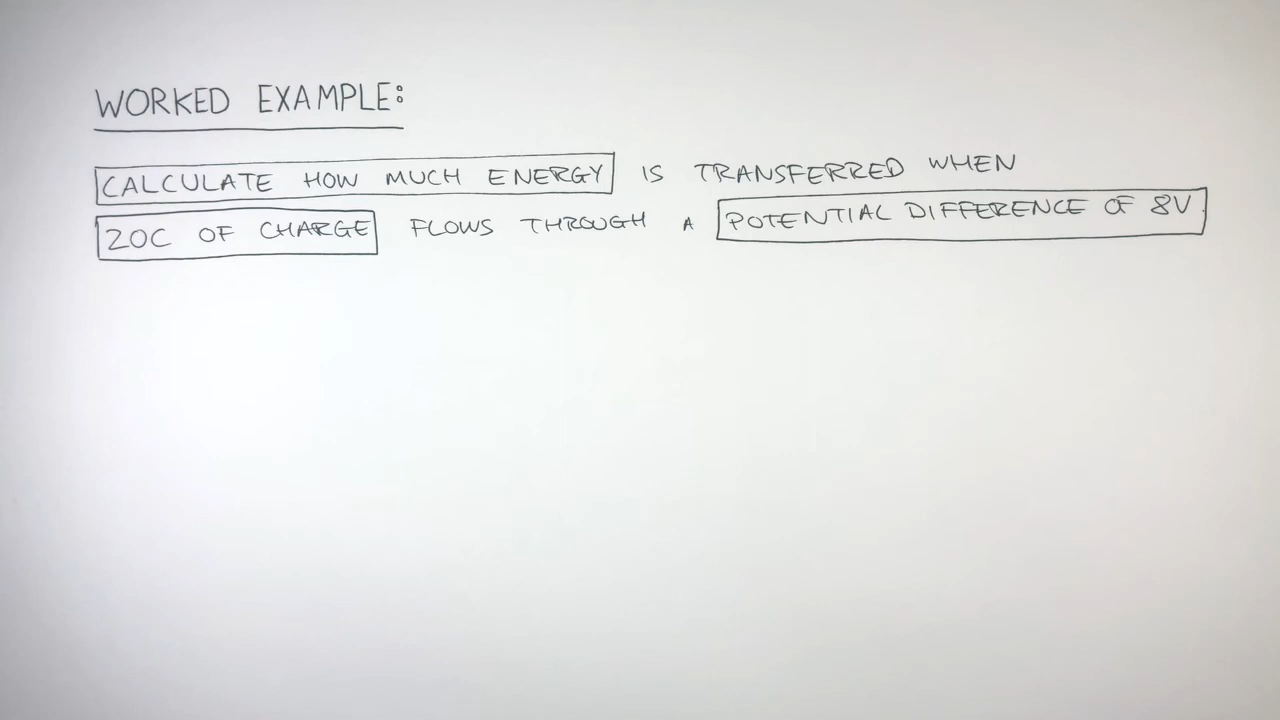 WORKED EXAMPLE:
CALCULATE HOW MUCH ENERGY IS TRANSFERRED WHEN
20C OF CHARGE FLOWS THROUGH A POTENTIAL DIFFERENCE OF 8V.